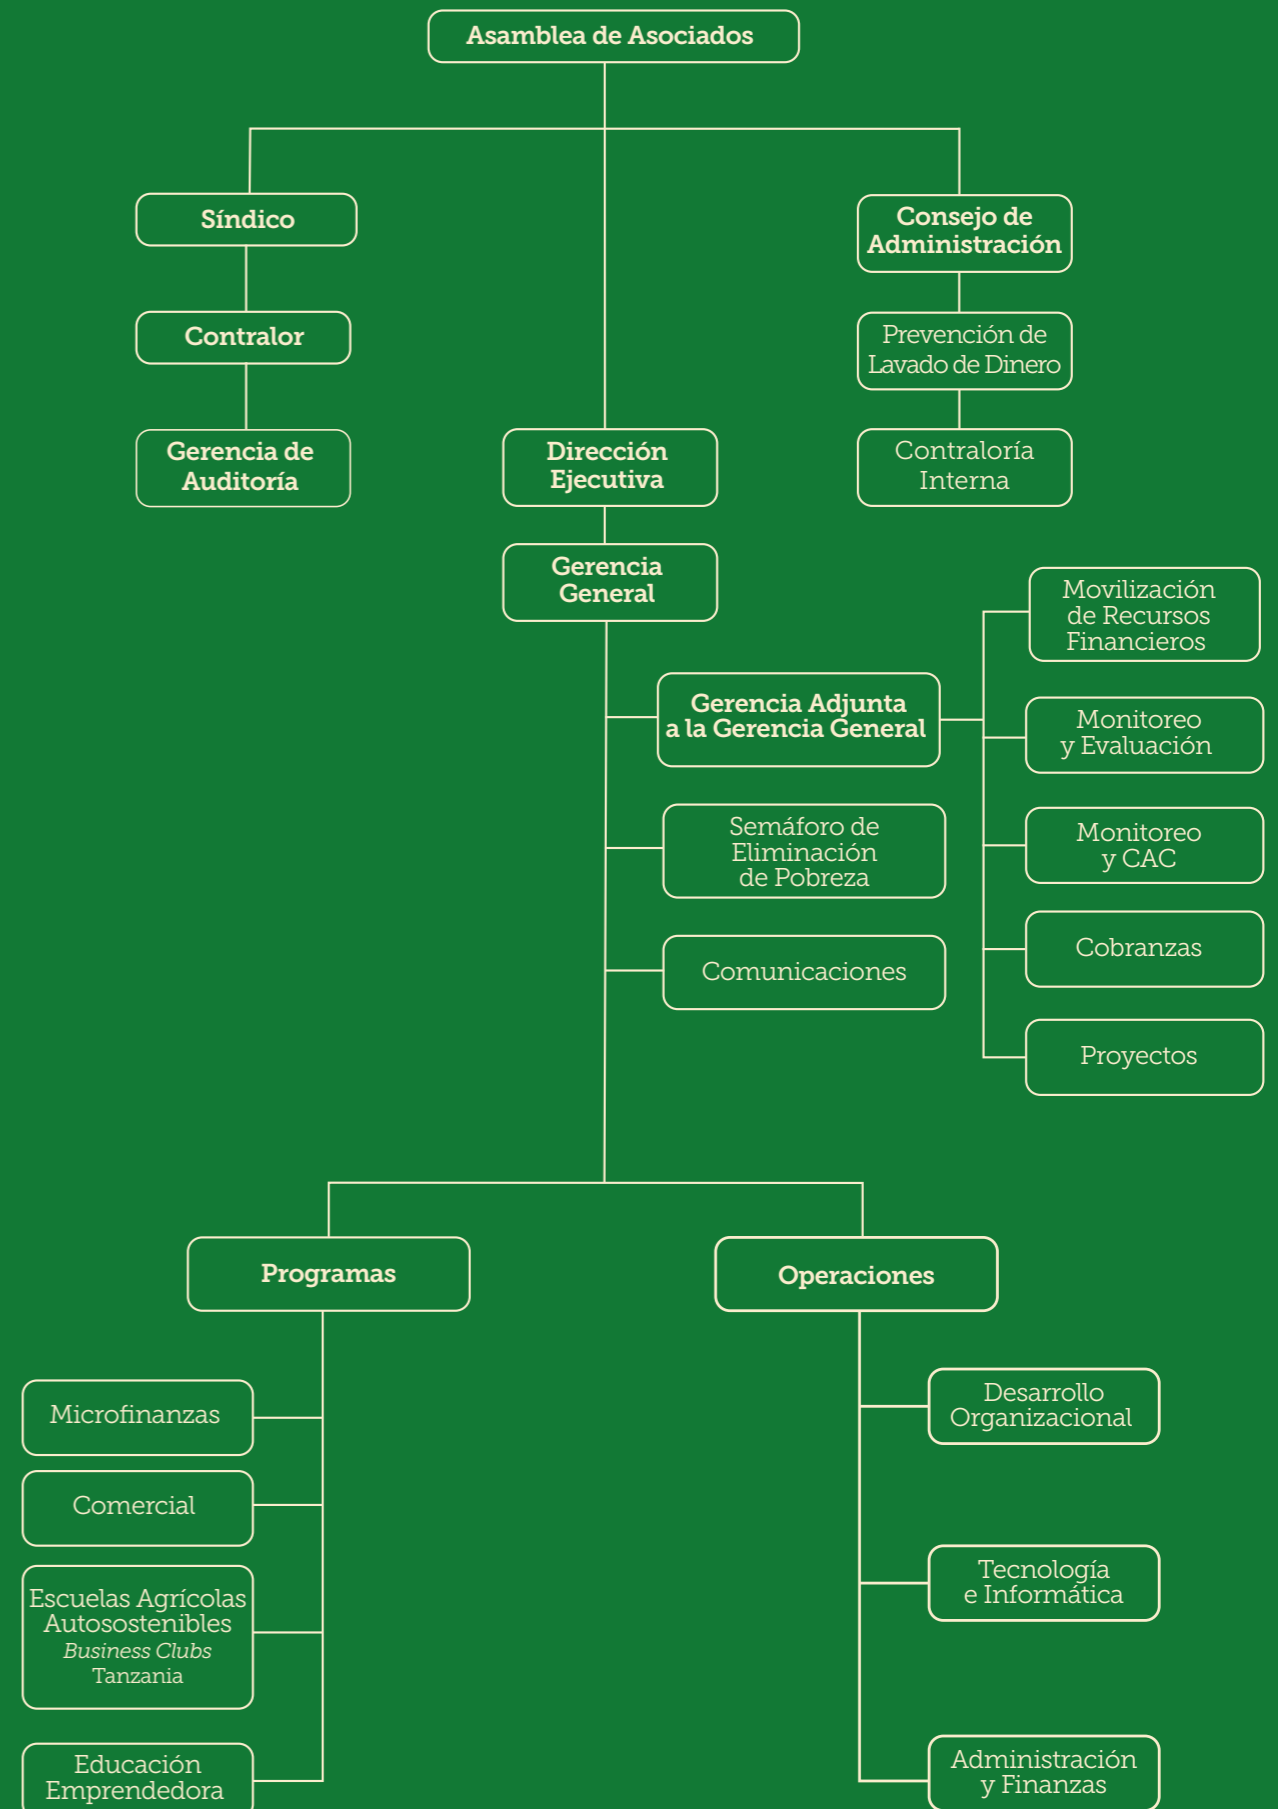 Asamblea de Asociados
Síndico
Consejo de
Administración
Contralor
Prevención de
Lavado de Dinero
Gerencia de
Auditoría
Dirección
Ejecutiva
Contraloría
Interna
Gerencia
General
Movilización
de Recursos
Financieros
Gerencia Adjunta
a la Gerencia General
Monitoreo
y Evaluación
Semáforo de
Eliminación
de Pobreza
Monitoreo
y CAC
Comunicaciones
Cobranzas
Proyectos
Programas
Operaciones
Microfinanzas
Comercial
Escuelas Agrícolas
Autosostenibles
Business Clubs
Tanzania
Educación
Emprendedora
Desarrollo
Organizacional
Tecnología
e Informática
Administración
y Finanzas